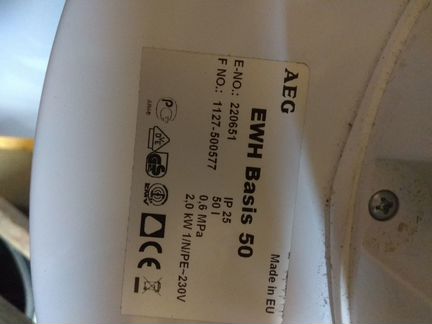 AEG
EWH Basis 50
E-NO.: 220651
F NO.: 1127-500577
IP 25
50 l
0,6 MPa
2,0 kW 1/N/PE~230V
Made in EU